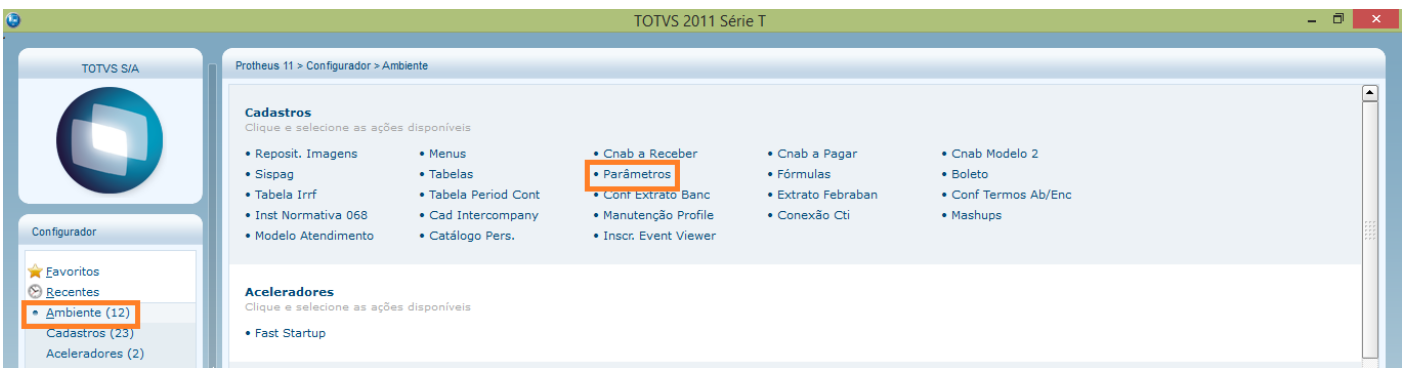 TOTVS 2011 Série T
TOTVS S/A
Configurador
Favoritos
Recentes
Ambiente (12)
Cadastros (23)
Aceleradores (2)
Protheus 11 > Configurador > Ambiente
Cadastros
Clique e selecione as ações disponíveis
• Reposit. Imagens • Menus • Cnab a Receber • Cnab a Pagar • Cnab Modelo 2
• Sispag • Tabelas • Parâmetros • Fórmulas • Boleto
• Tabela Irrf • Tabela Period Cont • Conf Extrato Banc • Extrato Febraban • Conf Termos Ab/Enc
• Inst Normativa 068 • Cad Intercompany • Manutenção Profile • Conexão Cti • Mashups
• Modelo Atendimento • Catálogo Pers. • Inscr. Event Viewer
Aceleradores
Clique e selecione as ações disponíveis
• Fast Startup